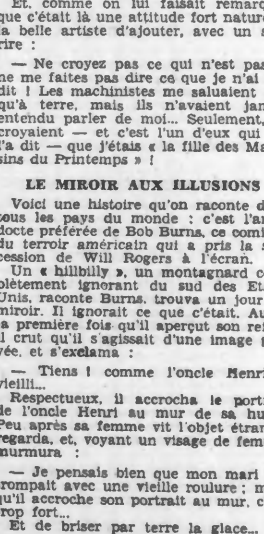 Et, comme on lui faisait remarq
que c'était là une attitude fort nature
la belle artiste d'ajouter, avec un s
rire :
— Ne croyez pas ce qui n'est pas
ne me faites pas dire ce que je n'ai
dit ! Les machinistes me saluaient
qu'à terre, mais ils n'avaient jam
entendu parler de moi... Seulement,
croyaient — et c'est l'un d'eux qui
l'a dit — que j'étais « la fille des Ma
sins du Printemps » !
LE MIROIR AUX ILLUSIONS
Voici une histoire qu'on raconte d
tous les pays du monde : c'est l'an
docte préférée de Bob Burns, ce comi
du terroir américain qui a pris la s
cession de Will Rogers à l'écran.
Un « hillbilly », un montagnard co
plètement ignorant du sud des Et
Unis, raconte Burns, trouva un jour
miroir. Il ignorait ce que c'était. Au
la première fois qu'il aperçut son ref
il crut qu'il s'agissait d'une image g
vée, et s'exclama :
— Tiens ! comme l'oncle Henri
vieilli...
Respectueux, il accrocha le portr
de l'oncle Henri au mur de sa hu
Peu après sa femme vit l'objet étran
regarda, et, voyant un visage de fem
murmura :
— Je pensais bien que mon mari
trompait avec une vieille roulure ; m
qu'il accroche son portrait au mur, c
trop fort...
Et de briser par terre la glace...